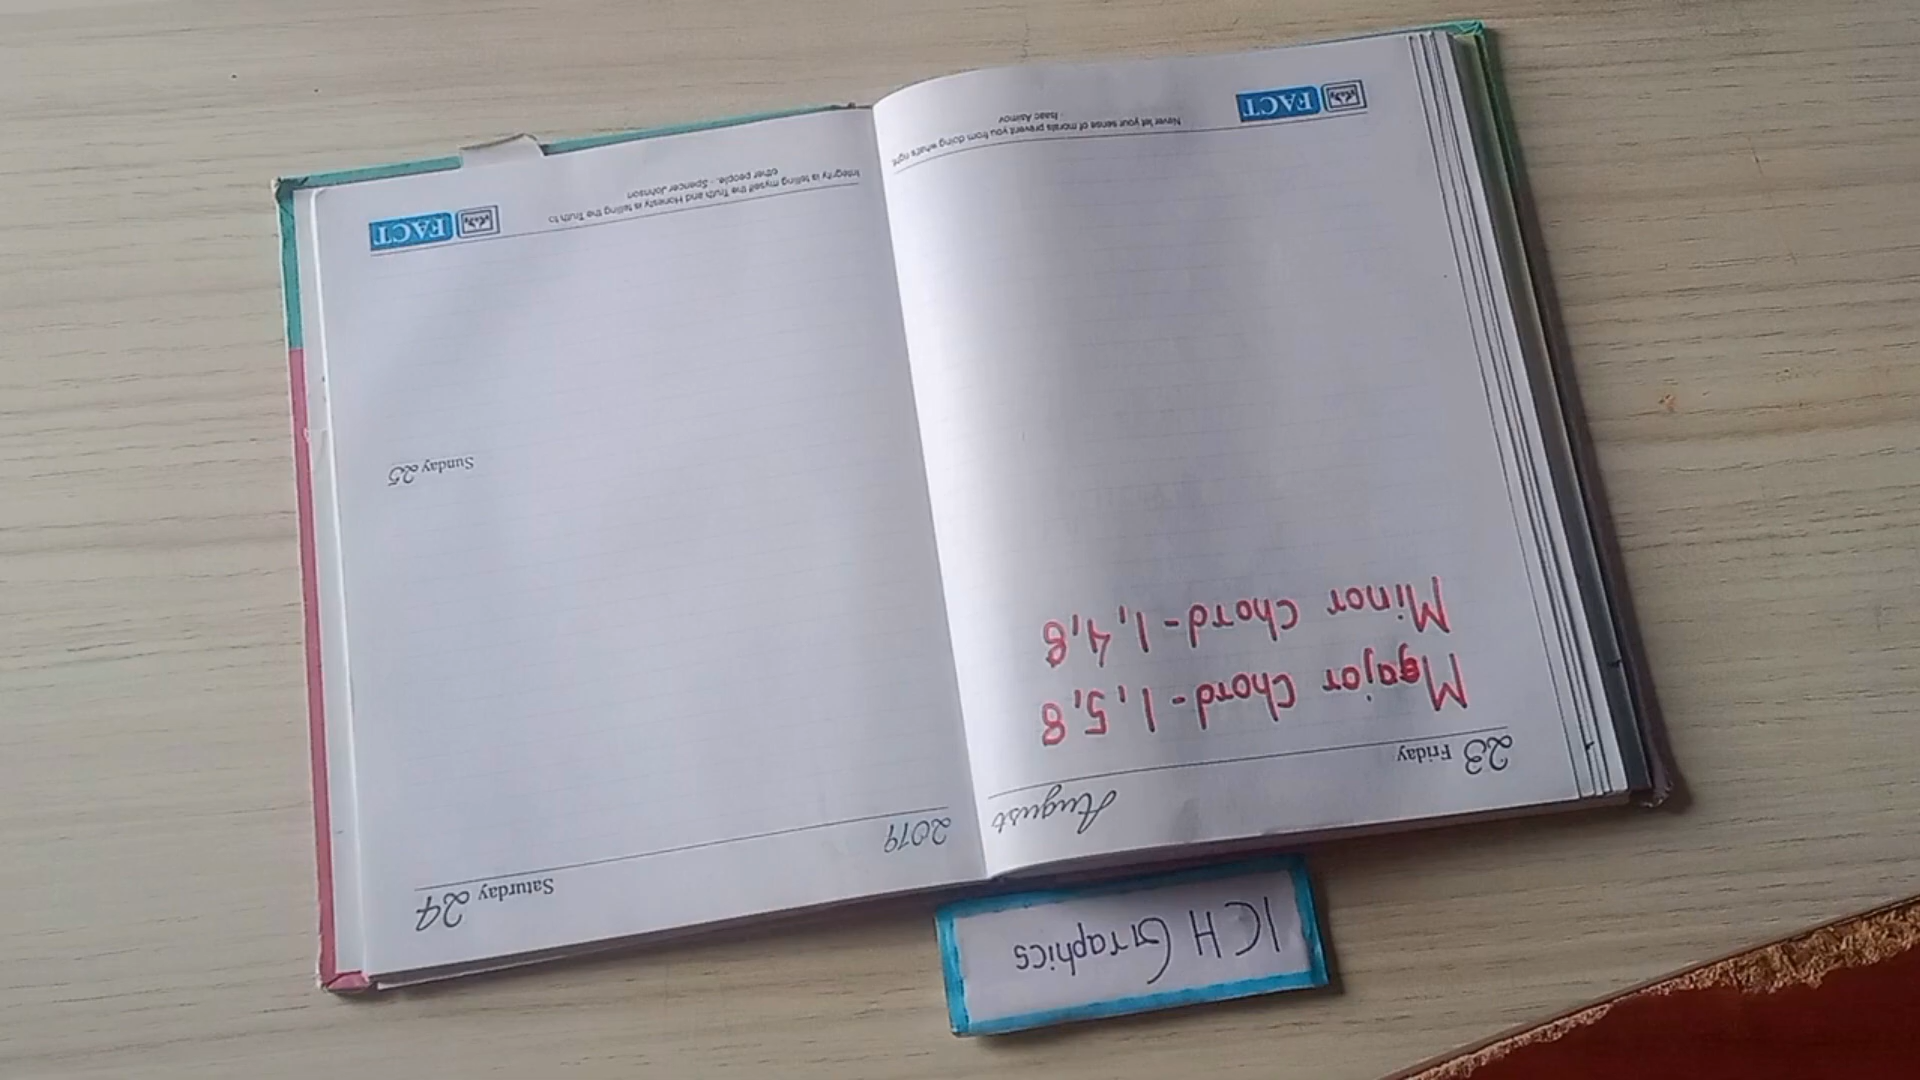 August
23 Friday
Major Chord - 1, 5, 8
Minor Chord - 1, 4, 8
Never let your sense of morals prevent you from doing what's right.
Isaac Asimov
FACT
2019
Saturday 24
Sunday 25
Integrity is telling myself the Truth and Honesty is telling the Truth to
other people. - Spencer Johnson
FACT
ICH Graphics